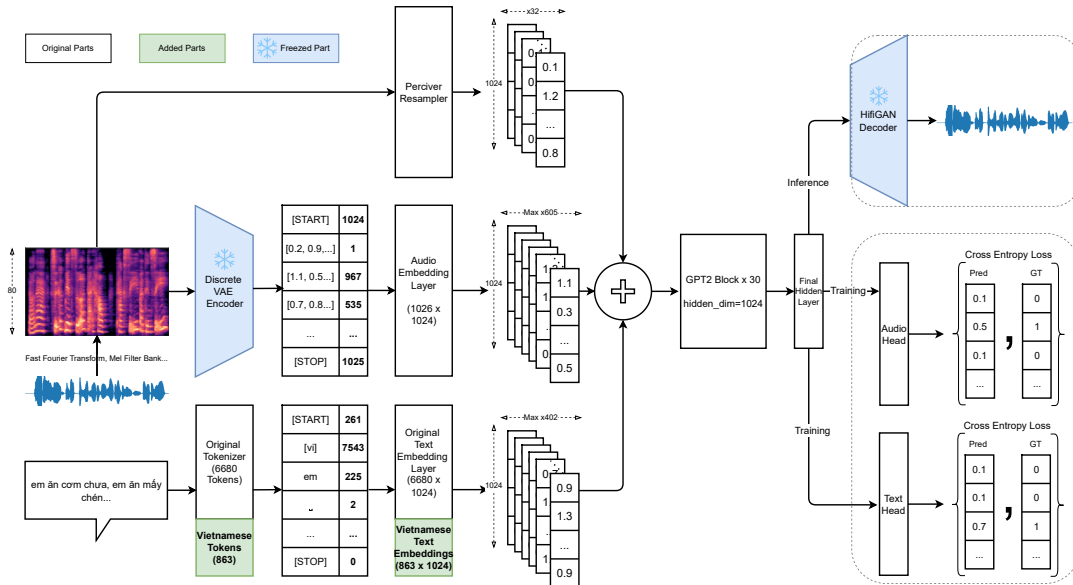 Original Parts
Added Parts
Freezed Part
Perciver
Resampler
x32
1024
0.1
1.2
...
0.8
HifiGAN
Decoder
Inference
80
Fast Fourier Transform, Mel Filter Bank...
Discrete
VAE
Encoder
[START] 1024
[0.2, 0.9,...] 1
[1.1, 0.5...] 967
[0.7, 0.8...] 535
... ...
[STOP] 1025
Audio
Embedding
Layer
(1026 x
1024)
Max x605
1024
1.1
0.3
...
0.5
GPT2 Block x 30
hidden_dim=1024
Final
Hidden
Layer
Training
Audio
Head
Cross Entropy Loss
Pred GT
0.1 0
0.5 1
0.1 0
... ...
,
em ăn cơm chưa, em ăn mấy
chén...
Original
Tokenizer
(6680
Tokens)
Vietnamese
Tokens
(863)
[START] 261
[vi] 7543
em 225
␣ 2
... ...
[STOP] 0
Original
Text
Embedding
Layer
(6680 x
1024)
Vietnamese
Text
Embeddings
(863 x 1024)
Max x402
1024
0.9
1.3
...
0.9
Training
Text
Head
Cross Entropy Loss
Pred GT
0.1 0
0.1 0
0.7 1
... ...
,